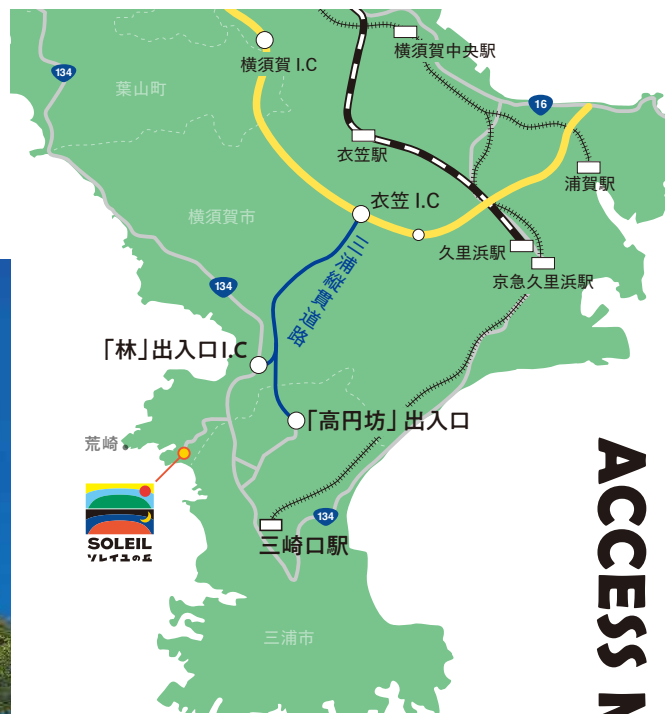 横須賀中央駅
横須賀 I.C
134
葉山町
16
衣笠駅
浦賀駅
衣笠 I.C
横須賀市
久里浜駅
京急久里浜駅
三浦縦貫道路
134
「林」出入口I.C
「高円坊」出入口
荒崎
134
SOLEIL
ソレイユの丘
三崎口駅
三浦市
ACCESS